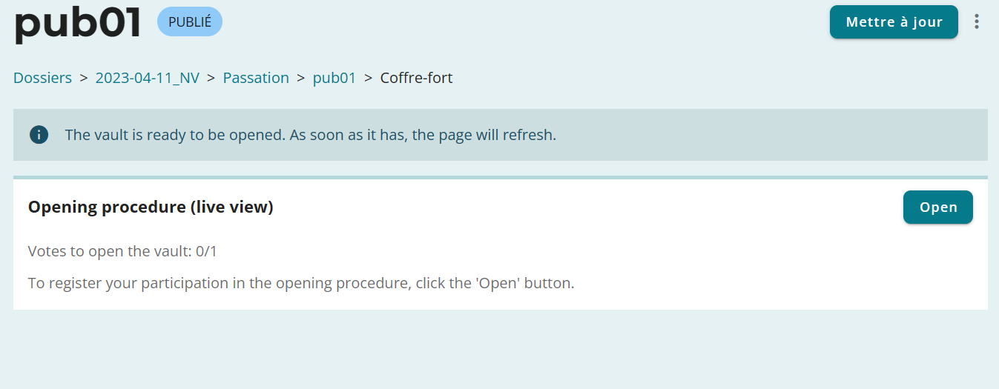 pub01 PUBLIÉ Mettre à jour
Dossiers > 2023-04-11_NV > Passation > pub01 > Coffre-fort
The vault is ready to be opened. As soon as it has, the page will refresh.
Opening procedure (live view) Open
Votes to open the vault: 0/1
To register your participation in the opening procedure, click the 'Open' button.